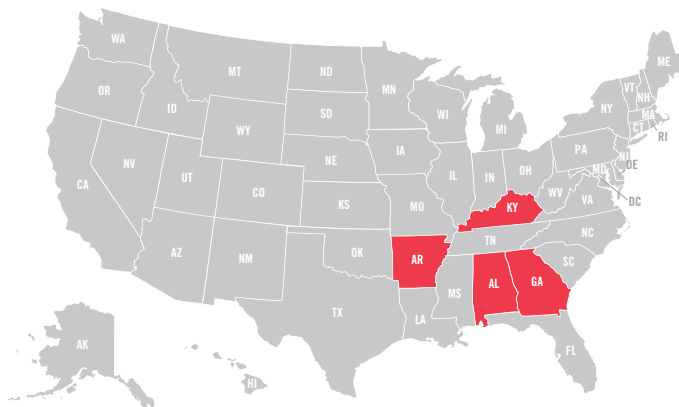 WA
MT
ND
MN
ME
VT
NH
OR
ID
SD
WI
NY
MA
CT
RI
WY
MI
IA
PA
NJ
NE
DE
NV
IL
IN
OH
MD
UT
CO
WV
DC
CA
KS
MO
KY
VA
NC
TN
AZ
NM
OK
AR
SC
MS
AL
GA
TX
LA
AK
FL
HI